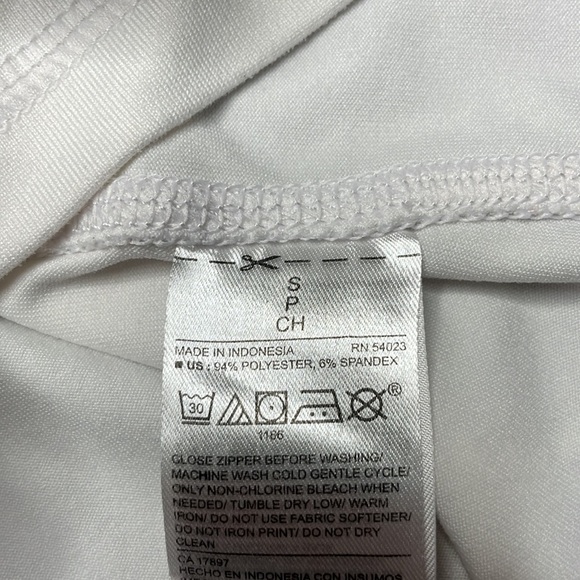 S
P
CH
MADE IN INDONESIA RN 54023
US : 94% POLYESTER, 6% SPANDEX
30 ®
1166
CLOSE ZIPPER BEFORE WASHING/
MACHINE WASH COLD GENTLE CYCLE/
ONLY NON-CHLORINE BLEACH WHEN
NEEDED/ TUMBLE DRY LOW/ WARM
IRON/ DO NOT USE FABRIC SOFTENER/
DO NOT IRON PRINT/ DO NOT DRY
CLEAN
CA 17897
HECHO EN INDONESIA CON INSUMOS